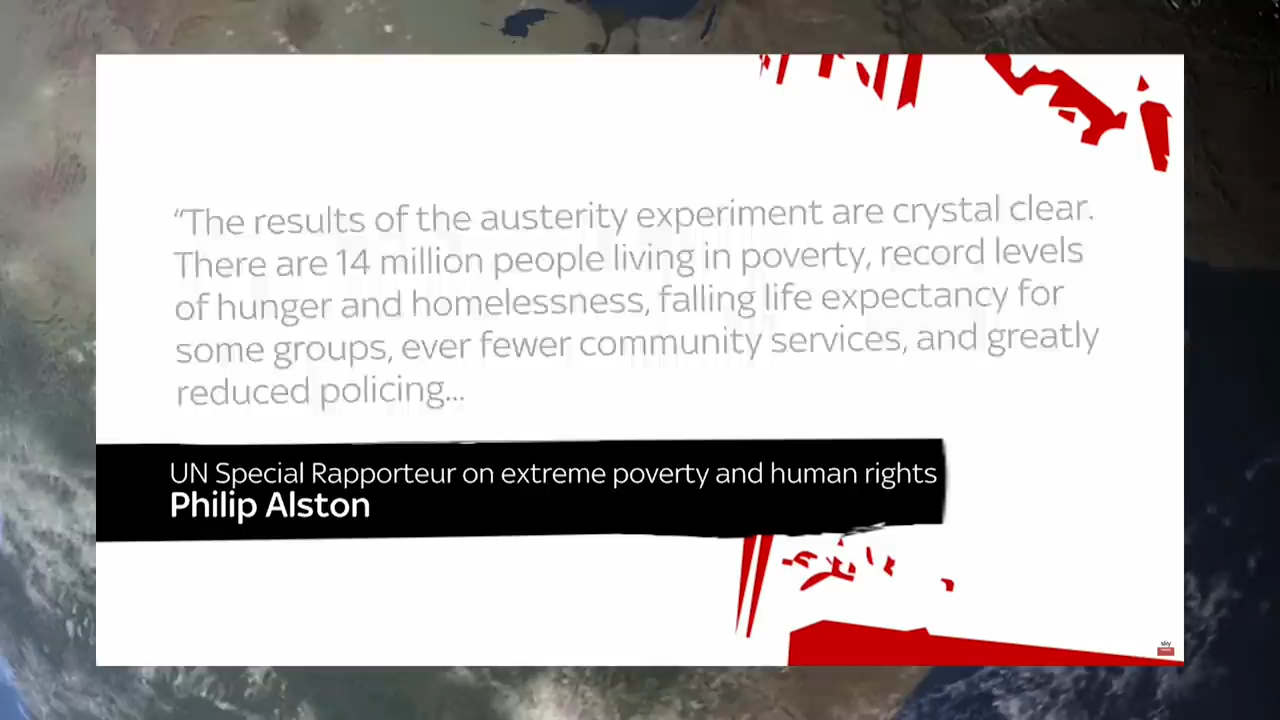 “The results of the austerity experiment are crystal clear.
There are 14 million people living in poverty, record levels
of hunger and homelessness, falling life expectancy for
some groups, ever fewer community services, and greatly
reduced policing...
UN Special Rapporteur on extreme poverty and human rights
Philip Alston
sky